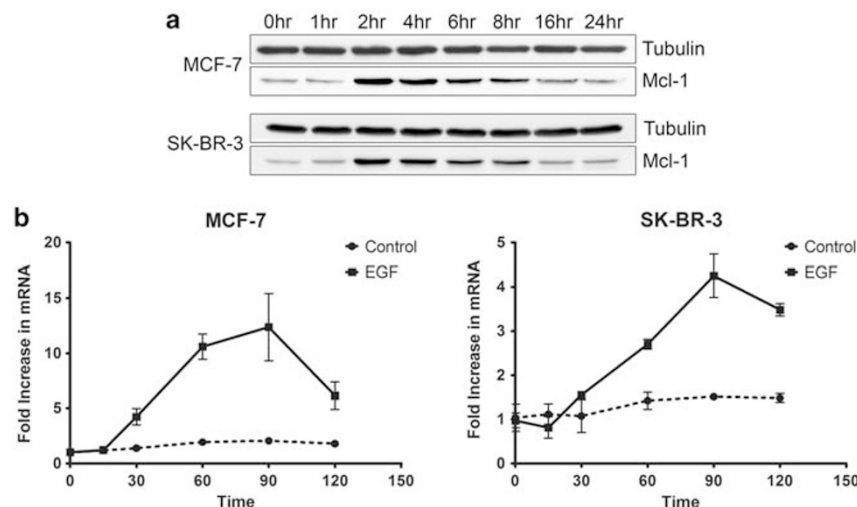 a
0hr 1hr 2hr 4hr 6hr 8hr 16hr 24hr
MCF-7
Tubulin
Mcl-1
SK-BR-3
Tubulin
Mcl-1
b
MCF-7
Fold Increase in mRNA
20
15
10
5
0
0 30 60 90 120 150
Time
Control
EGF
SK-BR-3
Fold Increase in mRNA
5
4
3
2
1
0
0 30 60 90 120 150
Time
Control
EGF